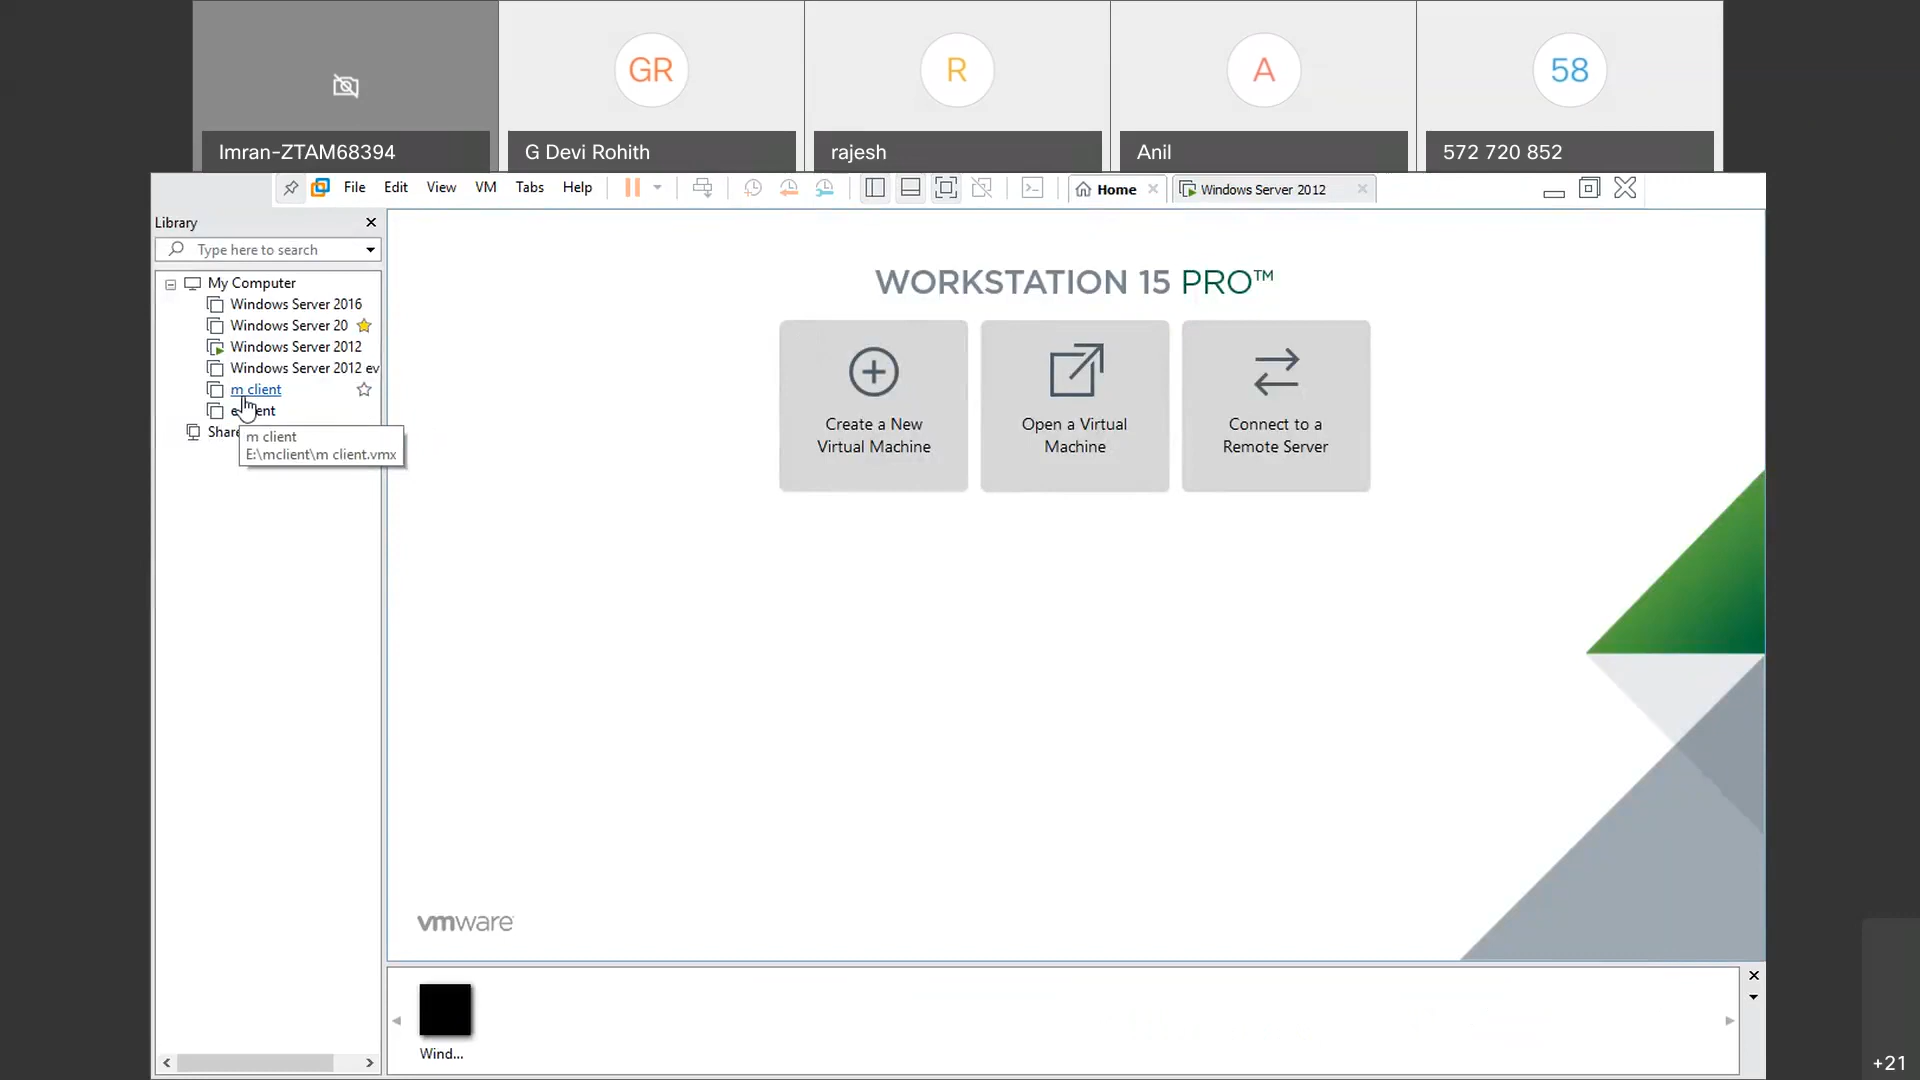 GR
R
A
58
Imran-ZTAM68394
G Devi Rohith
rajesh
Anil
572 720 852
File Edit View VM Tabs Help
Home
Windows Server 2012
Library
Type here to search
My Computer
Windows Server 2016
Windows Server 20
Windows Server 2012
Windows Server 2012 ev
m client
Share
m client
E:\mclient\m client.vmx
WORKSTATION 15 PRO™
Create a New
Virtual Machine
Open a Virtual
Machine
Connect to a
Remote Server
vmware
Wind...
+21